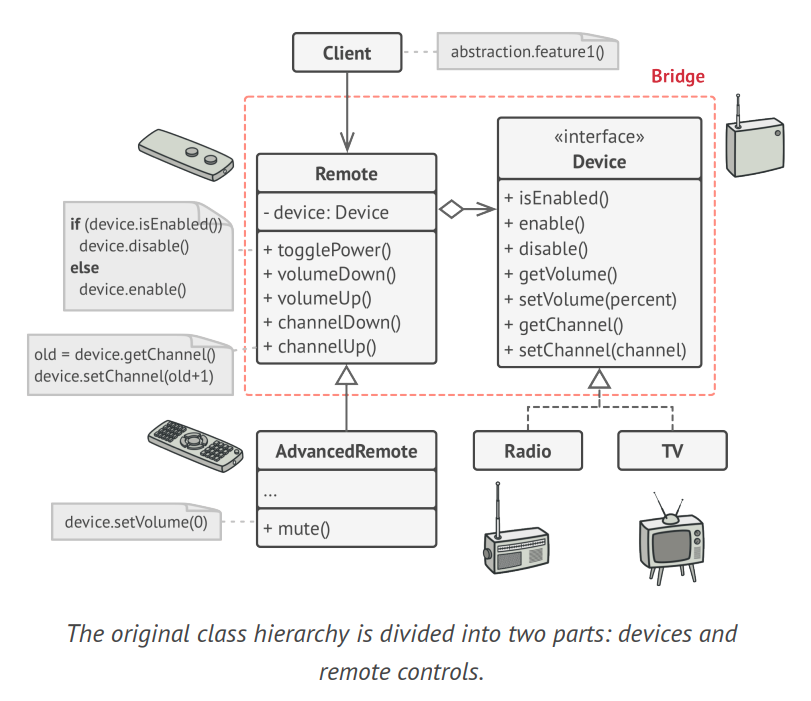 Client
abstraction.feature1()
Bridge
Remote
- device: Device
+ togglePower()
+ volumeDown()
+ volumeUp()
+ channelDown()
+ channelUp()
«interface»
Device
+ isEnabled()
+ enable()
+ disable()
+ getVolume()
+ setVolume(percent)
+ getChannel()
+ setChannel(channel)
if (device.isEnabled())
device.disable()
else
device.enable()
old = device.getChannel()
device.setChannel(old+1)
AdvancedRemote
...
+ mute()
device.setVolume(0)
Radio
TV
The original class hierarchy is divided into two parts: devices and
remote controls.